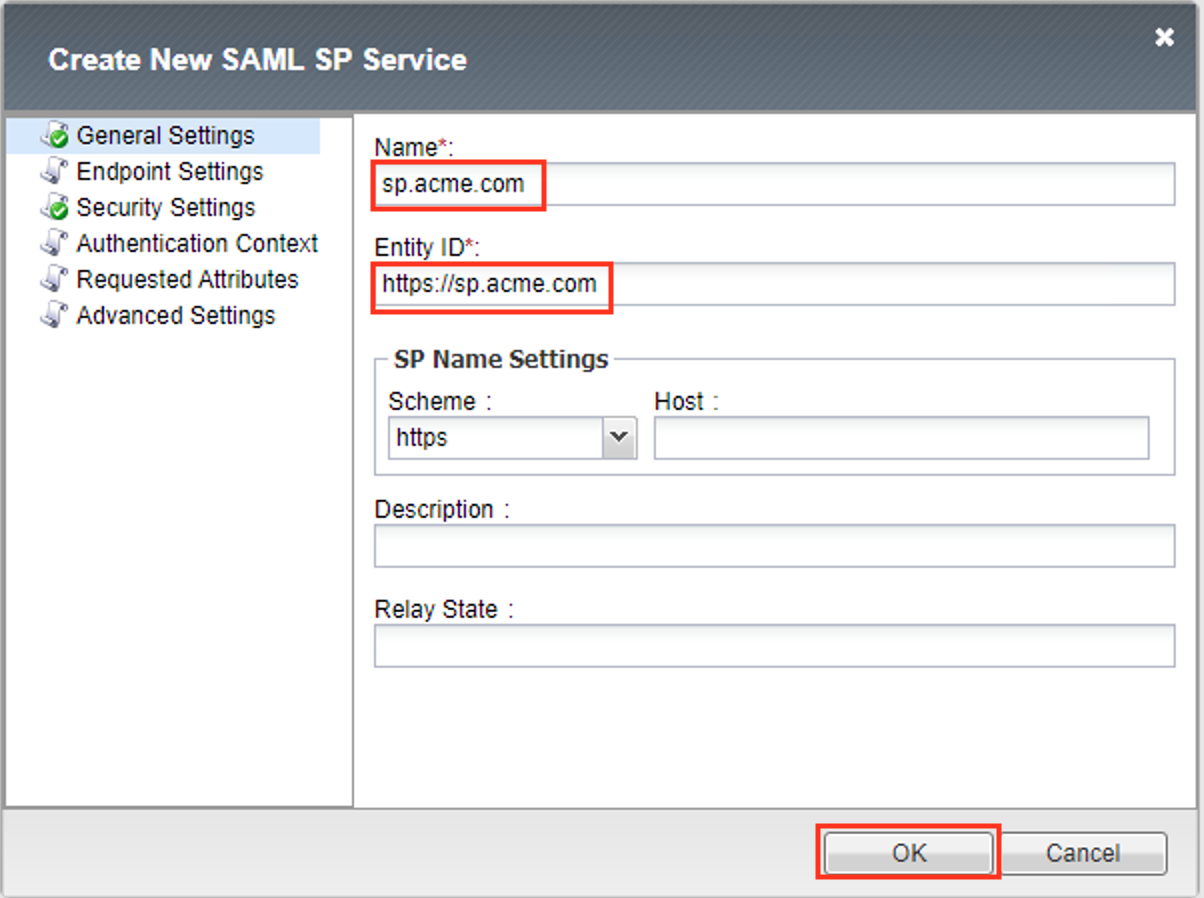 Create New SAML SP Service
General Settings
Endpoint Settings
Security Settings
Authentication Context
Requested Attributes
Advanced Settings
Name*:
sp.acme.com
Entity ID*:
https://sp.acme.com
SP Name Settings
Scheme :
Host :
https
Description :
Relay State :
OK
Cancel